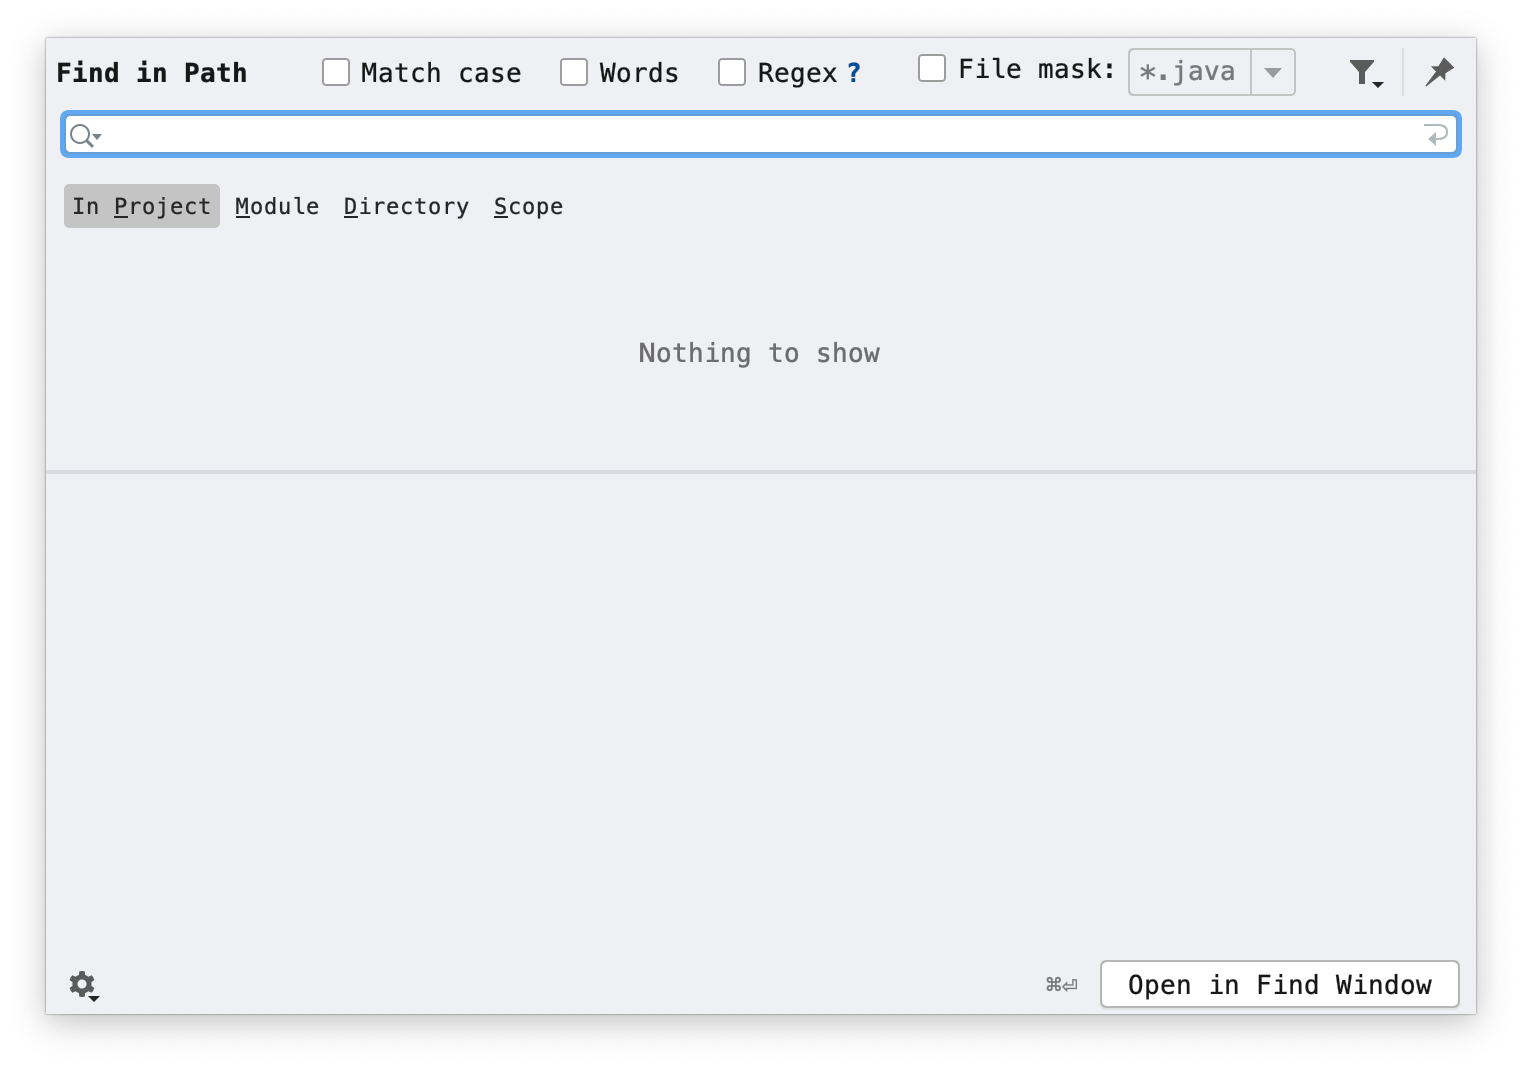 Find in Path Match case Words Regex ? File mask: *.java
In Project Module Directory Scope
Nothing to show
⌘⏎ Open in Find Window